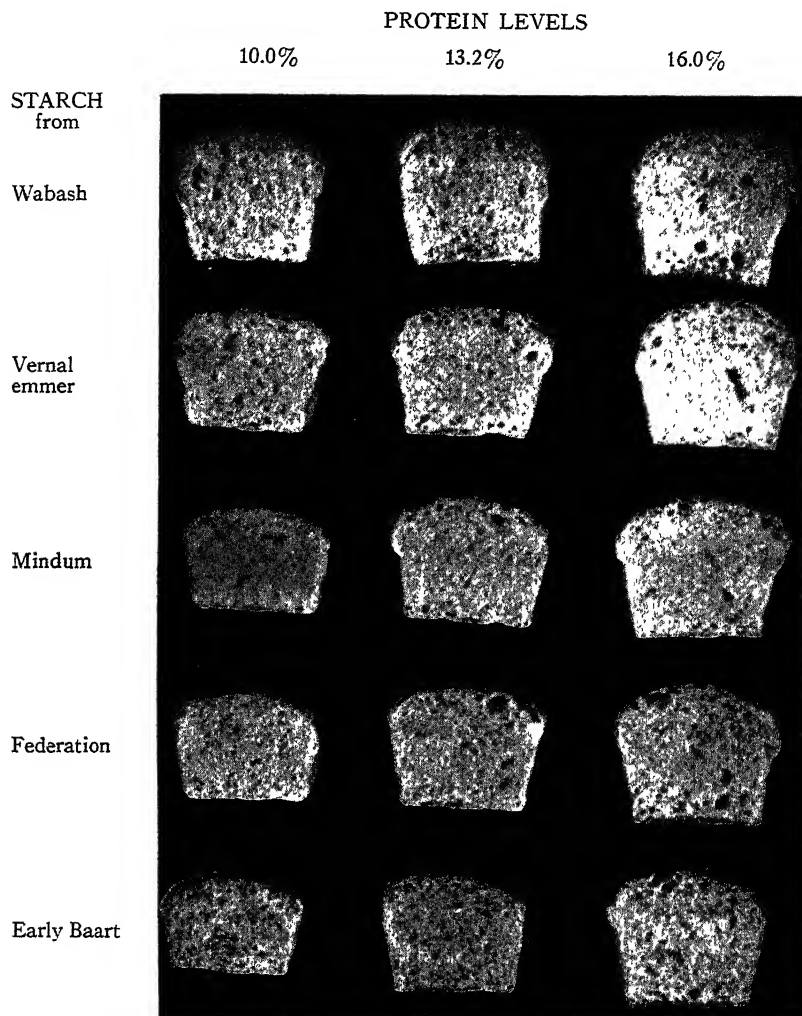 PROTEIN LEVELS
10.0% 13.2% 16.0%
STARCH
from
Wabash
Vernal
emmer
Mindum
Federation
Early Baart